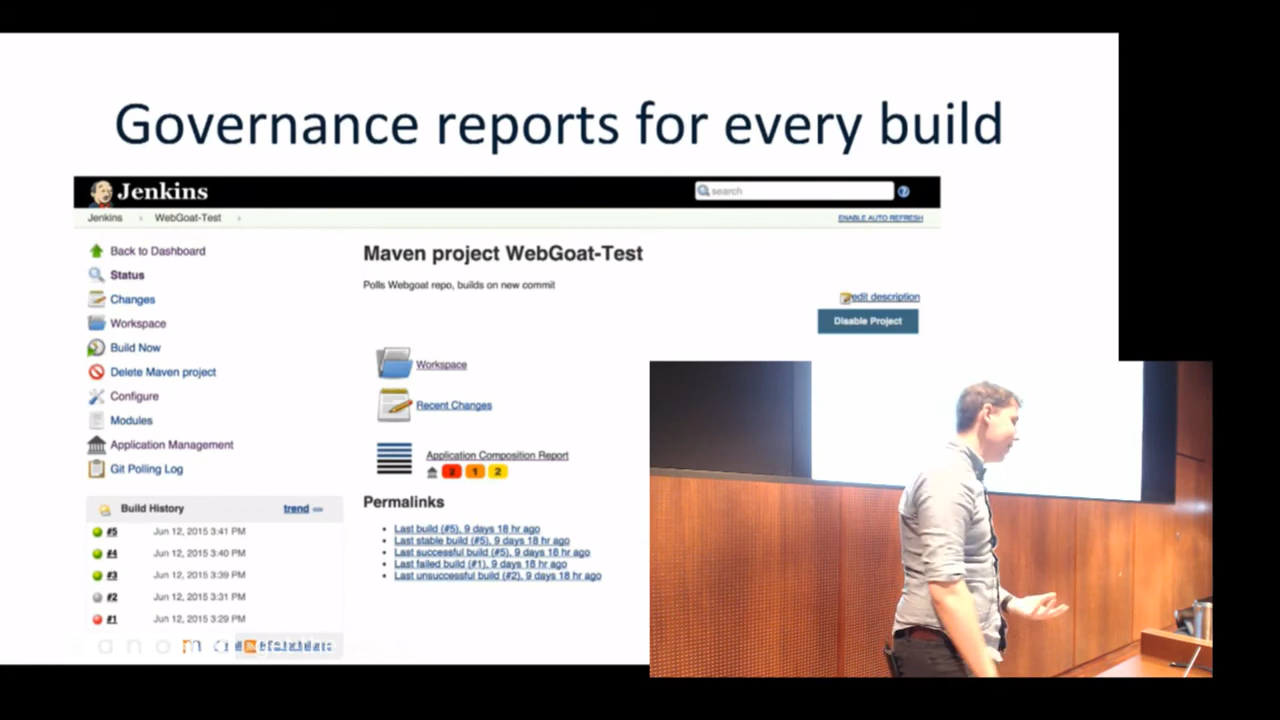 Governance reports for every build
Jenkins
search
Jenkins › WebGoat-Test ›
ENABLE AUTO REFRESH
Back to Dashboard
Status
Changes
Workspace
Build Now
Delete Maven project
Configure
Modules
Application Management
Git Polling Log
Build History
trend
#5 Jun 12, 2015 3:41 PM
#4 Jun 12, 2015 3:40 PM
#3 Jun 12, 2015 3:39 PM
#2 Jun 12, 2015 3:31 PM
#1 Jun 12, 2015 3:29 PM
Maven project WebGoat-Test
Polls Webgoat repo, builds on new commit
edit description
Disable Project
Workspace
Recent Changes
Application Composition Report
2 1 2
Permalinks
Last build (#5), 9 days 18 hr ago
Last stable build (#5), 9 days 18 hr ago
Last successful build (#5), 9 days 18 hr ago
Last failed build (#1), 9 days 18 hr ago
Last unsuccessful build (#2), 9 days 18 hr ago